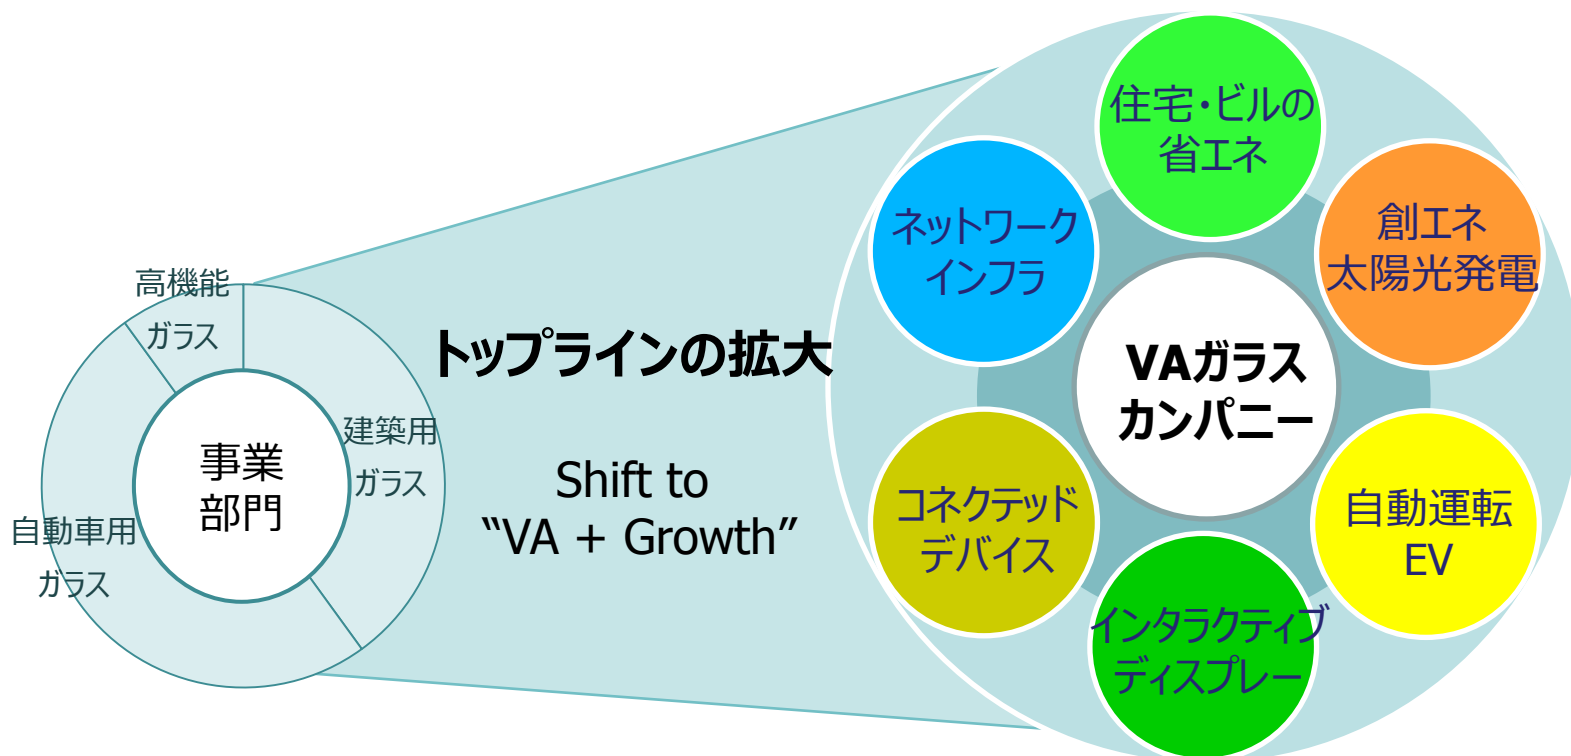 高機能
ガラス
建築用
ガラス
自動車用
ガラス
事業
部門
トップラインの拡大
Shift to
“VA + Growth”
住宅・ビルの
省エネ
創エネ
太陽光発電
自動運転
EV
インタラクティブ
ディスプレー
コネクテッド
デバイス
ネットワーク
インフラ
VAガラス
カンパニー